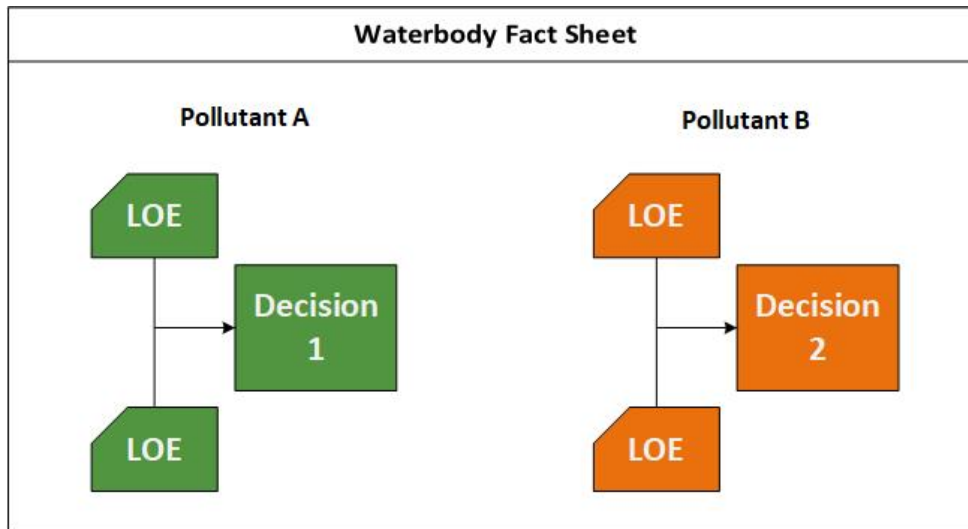 Waterbody Fact Sheet
Pollutant A
LOE
Decision
1
LOE
Pollutant B
LOE
Decision
2
LOE